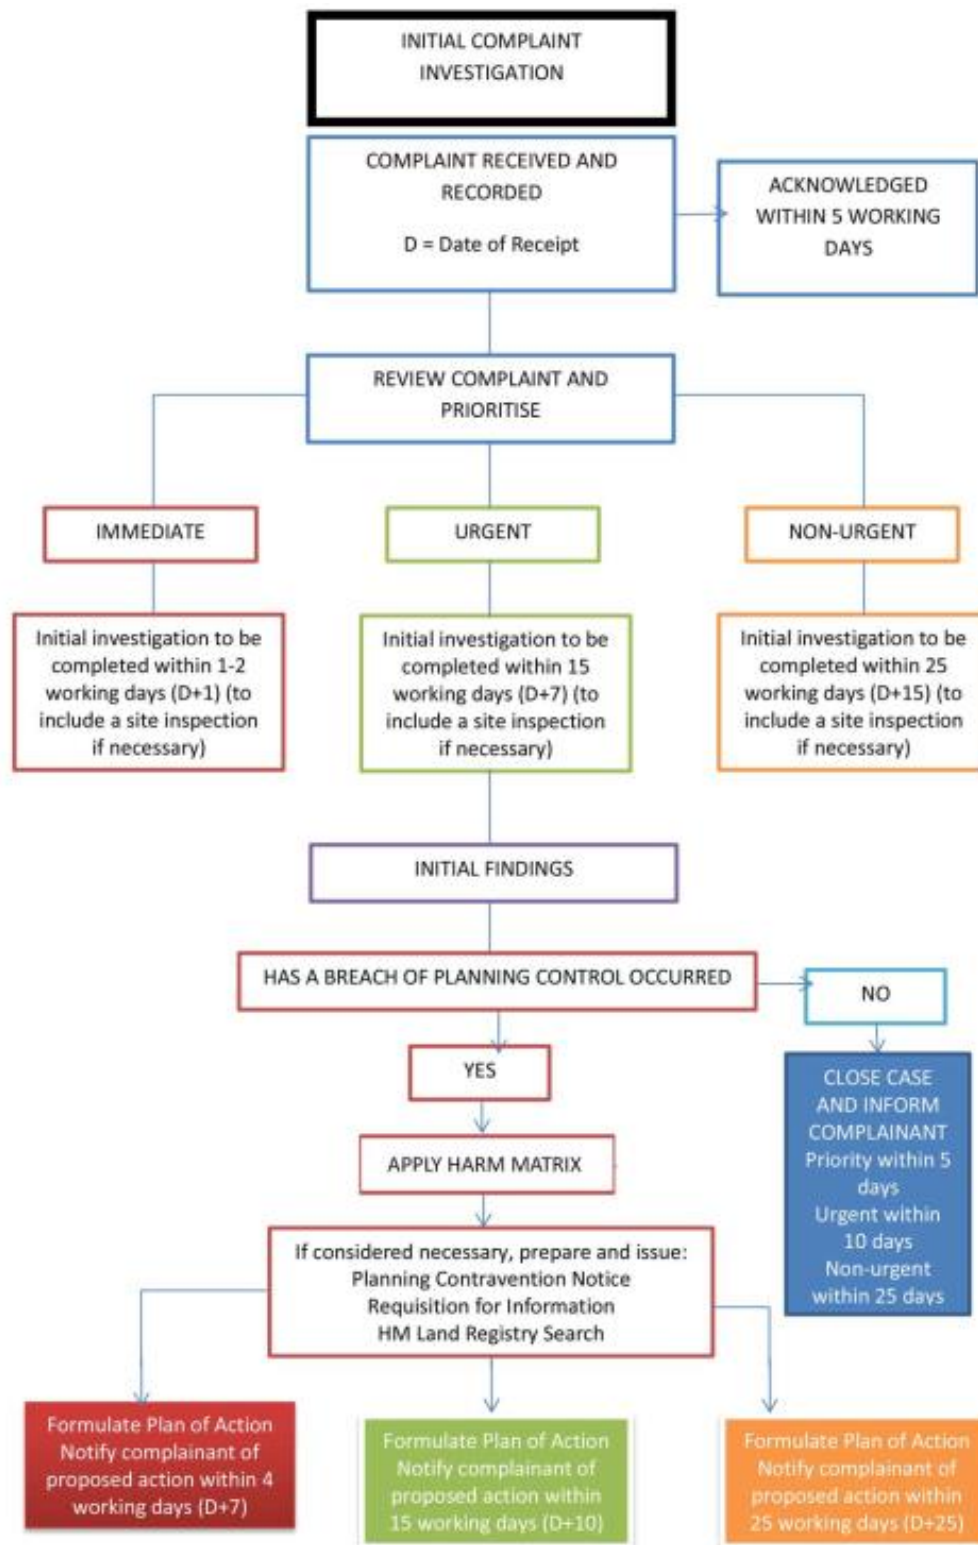 INITIAL COMPLAINT
INVESTIGATION
COMPLAINT RECEIVED AND
RECORDED
D = Date of Receipt
ACKNOWLEDGED
WITHIN 5 WORKING
DAYS
REVIEW COMPLAINT AND
PRIORITISE
IMMEDIATE
URGENT
NON-URGENT
Initial investigation to be
completed within 1-2
working days (D+1) (to
include a site inspection
if necessary)
Initial investigation to be
completed within 15
working days (D+7) (to
include a site inspection
if necessary)
Initial investigation to be
completed within 25
working days (D+15) (to
include a site inspection
if necessary)
INITIAL FINDINGS
HAS A BREACH OF PLANNING CONTROL OCCURRED
NO
YES
CLOSE CASE
AND INFORM
COMPLAINANT
Priority within 5
days
Urgent within
10 days
Non-urgent
within 25 days
APPLY HARM MATRIX
If considered necessary, prepare and issue:
Planning Contravention Notice
Requisition for Information
HM Land Registry Search
Formulate Plan of Action
Notify complainant of
proposed action within 4
working days (D+7)
Formulate Plan of Action
Notify complainant of
proposed action within
15 working days (D+10)
Formulate Plan of Action
Notify complainant of
proposed action within
25 working days (D+25)